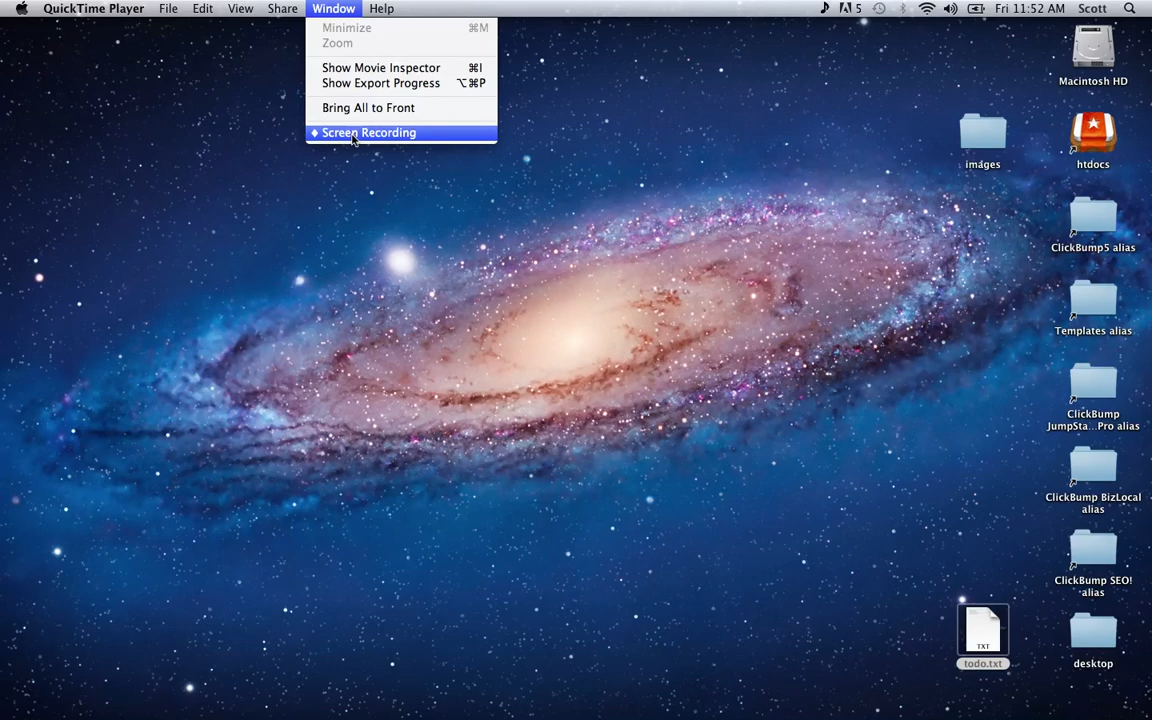 QuickTime Player File Edit View Share Window Help 5 Fri 11:52 AM Scott
Minimize ⌘M
Zoom
Show Movie Inspector ⌘I
Show Export Progress ⌥⌘P
Bring All to Front
Screen Recording
Macintosh HD
images
htdocs
ClickBump5 alias
Templates alias
ClickBump
JumpSta...Pro alias
ClickBump BizLocal
alias
ClickBump SEO!
alias
TXT
todo.txt
desktop